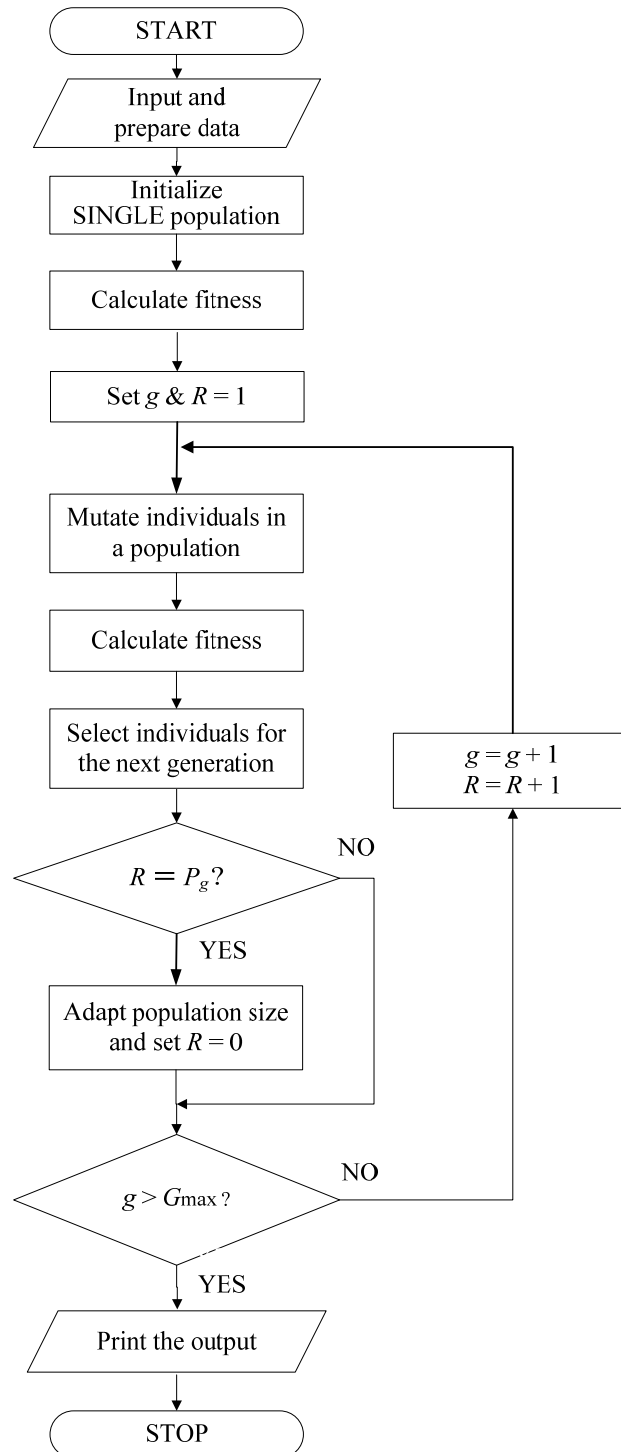 START
Input and
prepare data
Initialize
SINGLE population
Calculate fitness
Set g & R = 1
Mutate individuals in
a population
Calculate fitness
Select individuals for
the next generation
g = g + 1
R = R + 1
R = Pg?
NO
YES
Adapt population size
and set R = 0
g > Gmax ?
NO
YES
Print the output
STOP